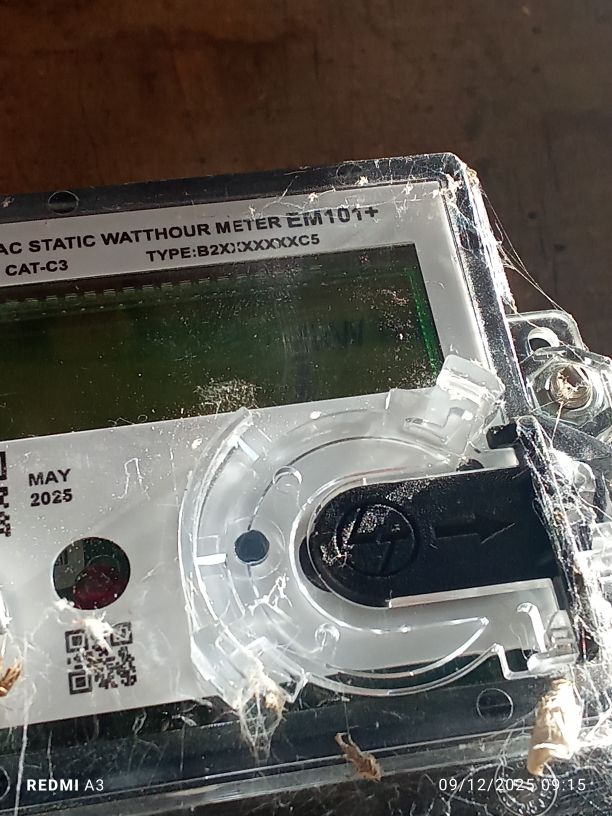 AC STATIC WATTHOUR METER EM101+
CAT-C3
TYPE:B2XXXXXXXC5
MAY
2025
REDMI A3
09/12/2025 09:15